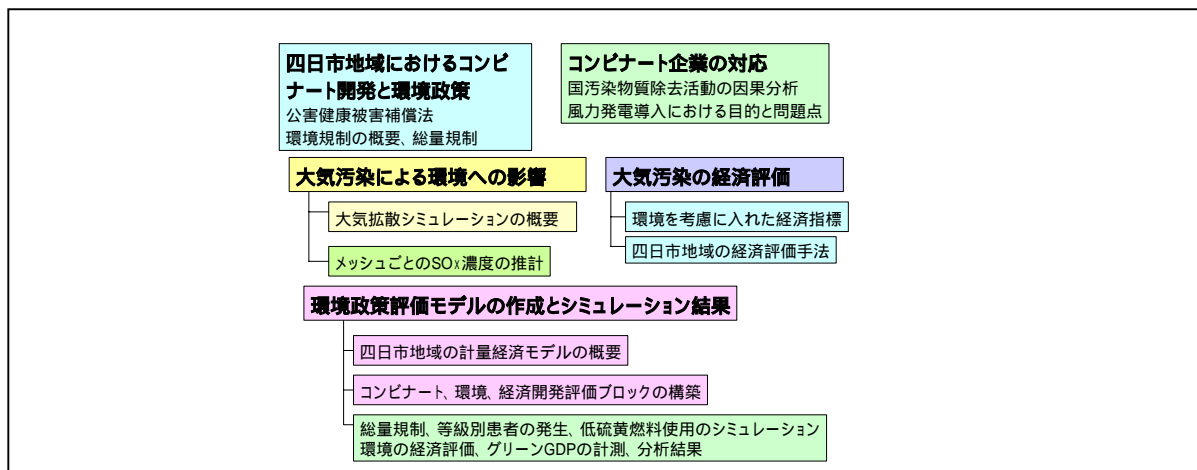 四日市地域におけるコンビ
ナート開発と環境政策
公害健康被害補償法
環境規制の概要、総量規制
コンビナート企業の対応
国汚染物質除去活動の因果分析
風力発電導入における目的と問題点
大気汚染による環境への影響
大気拡散シミュレーションの概要
メッシュごとのSOx濃度の推計
大気汚染の経済評価
環境を考慮に入れた経済指標
四日市地域の経済評価手法
環境政策評価モデルの作成とシミュレーション結果
四日市地域の計量経済モデルの概要
コンビナート、環境、経済開発評価ブロックの構築
総量規制、等級別患者の発生、低硫黄燃料使用のシミュレーション
環境の経済評価、グリーンGDPの計測、分析結果